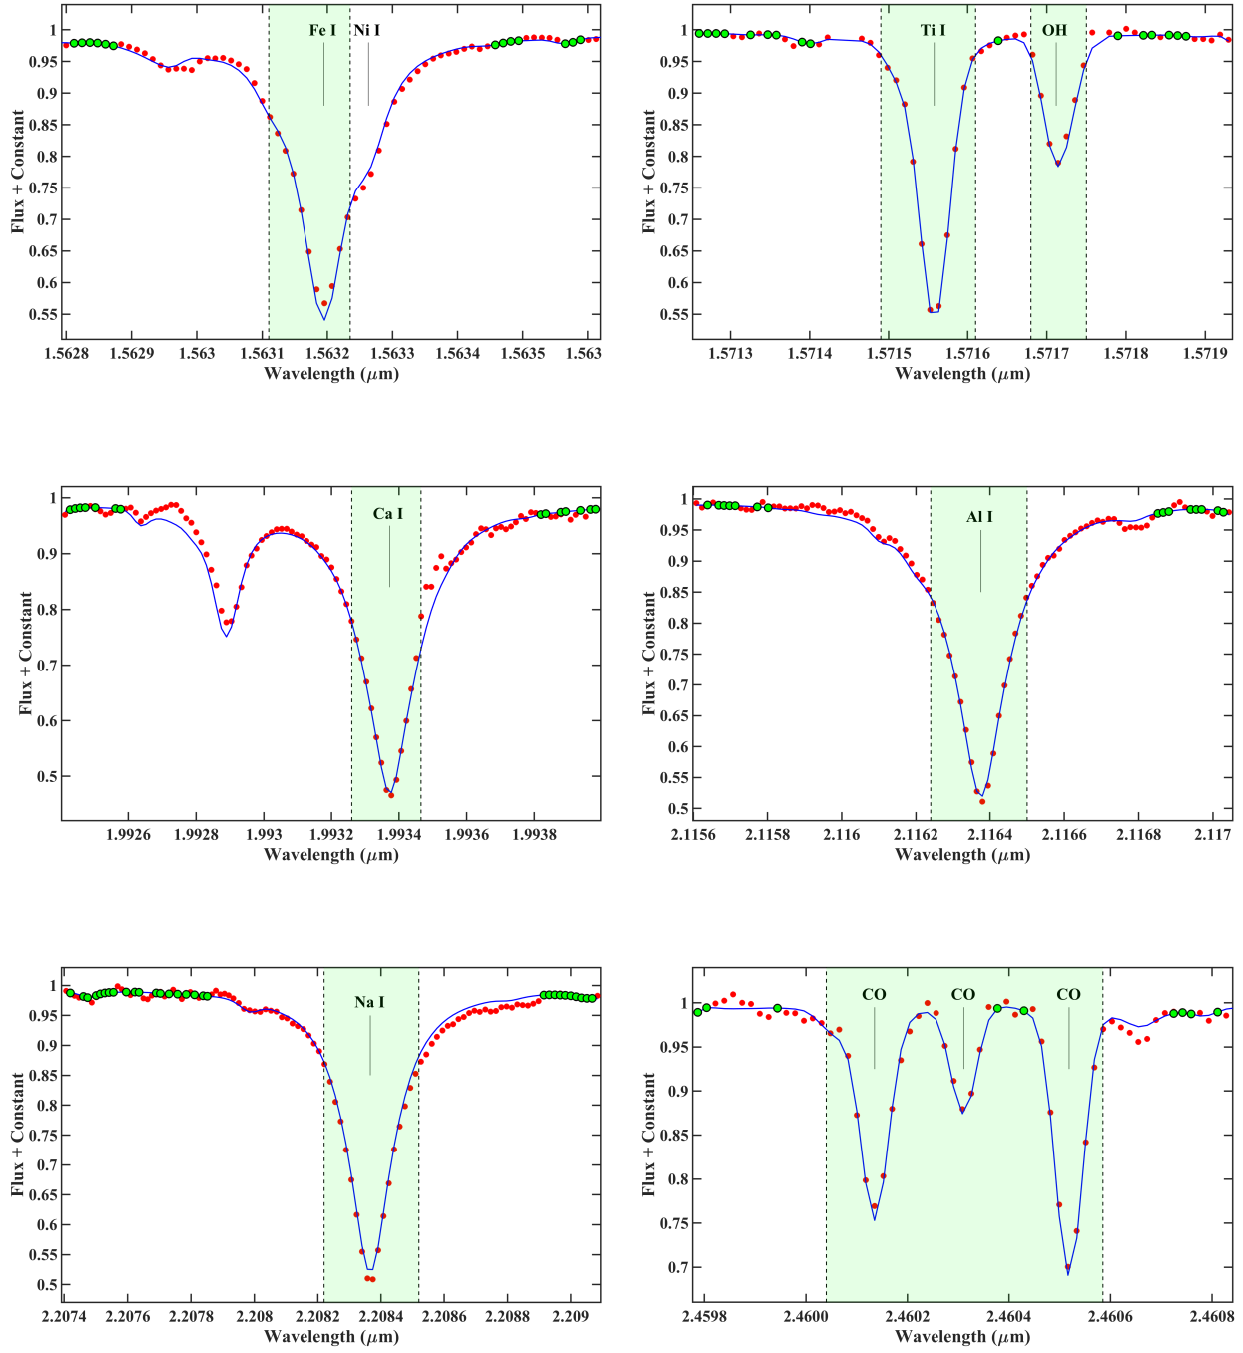 Fe I Ni I
Flux + Constant
1
0.95
0.9
0.85
0.8
0.75
0.7
0.65
0.6
0.55
1.5628 1.5629 1.563 1.5631 1.5632 1.5633 1.5634 1.5635 1.563
Wavelength (μm)
Ti I OH
Flux + Constant
1
0.95
0.9
0.85
0.8
0.75
0.7
0.65
0.6
0.55
1.5713 1.5714 1.5715 1.5716 1.5717 1.5718 1.5719
Wavelength (μm)
Ca I
Flux + Constant
1
0.9
0.8
0.7
0.6
0.5
1.9926 1.9928 1.993 1.9932 1.9934 1.9936 1.9938
Wavelength (μm)
Al I
Flux + Constant
1
0.95
0.9
0.85
0.8
0.75
0.7
0.65
0.6
0.55
0.5
2.1156 2.1158 2.116 2.1162 2.1164 2.1166 2.1168 2.117
Wavelength (μm)
Na I
Flux + Constant
1
0.95
0.9
0.85
0.8
0.75
0.7
0.65
0.6
0.55
0.5
2.2074 2.2076 2.2078 2.208 2.2082 2.2084 2.2086 2.2088 2.209
Wavelength (μm)
CO CO CO
Flux + Constant
1
0.95
0.9
0.85
0.8
0.75
0.7
2.4598 2.4600 2.4602 2.4604 2.4606 2.4608
Wavelength (μm)